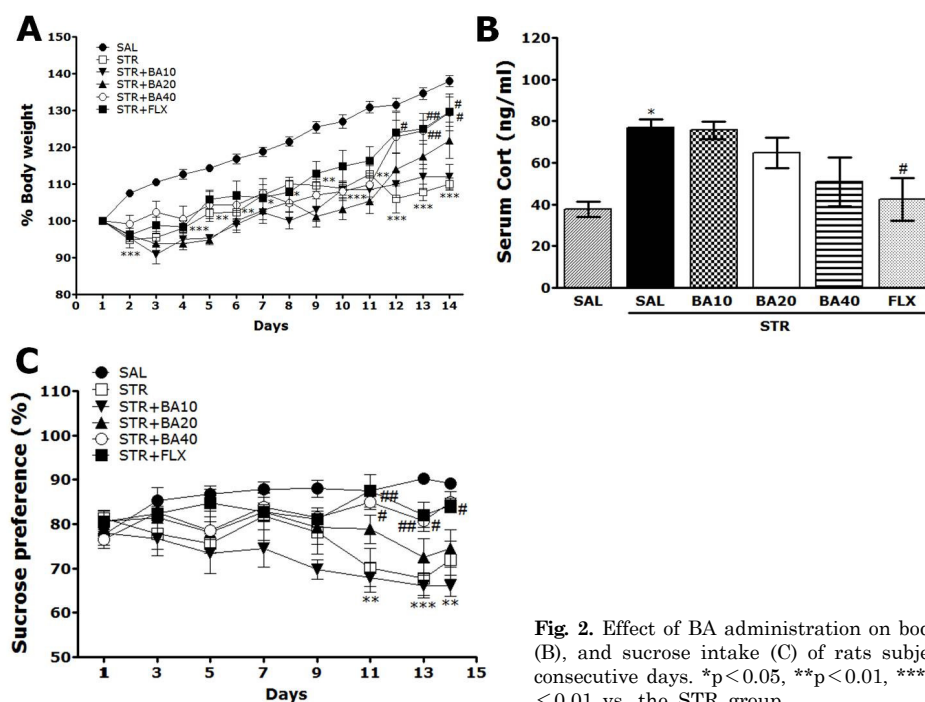 A
150
140
130
120
110
100
90
80
% Body weight
SAL
STR
STR+BA10
STR+BA20
STR+BA40
STR+FLX
***
***
**
**
*
*
**
***
**
***
***
***
#
##
##
#
#
0 1 2 3 4 5 6 7 8 9 10 11 12 13 14
Days
B
120
100
80
60
40
20
0
Serum Cort (ng/ml)
*
#
SAL SAL BA10 BA20 BA40 FLX
STR
C
110
100
90
80
70
60
50
Sucrose preference (%)
SAL
STR
STR+BA10
STR+BA20
STR+BA40
STR+FLX
##
#
##
#
#
**
***
**
1 3 5 7 9 11 13 15
Days
Fig. 2. Effect of BA administration on bod
(B), and sucrose intake (C) of rats subje
consecutive days. *p<0.05, **p<0.01, ***
<0.01 vs. the STR group